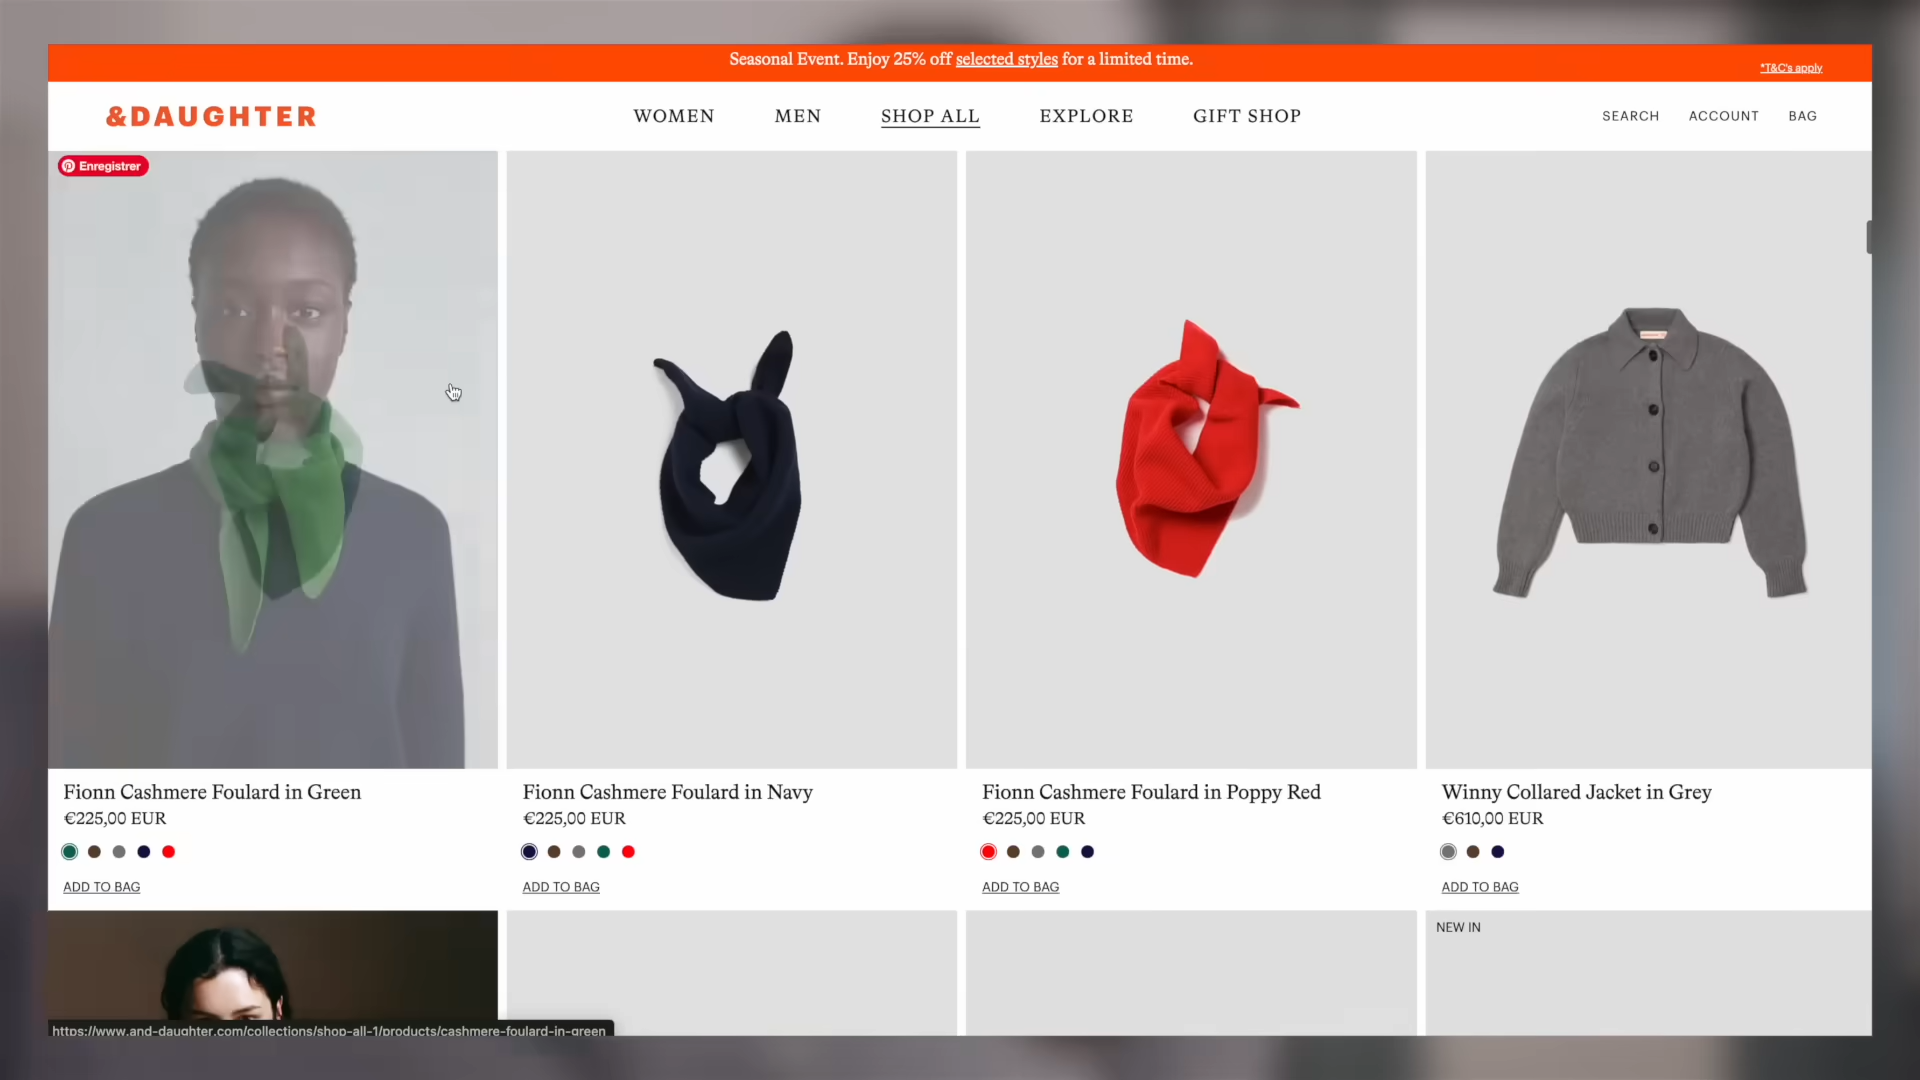 Seasonal Event. Enjoy 25% off selected styles for a limited time.
*T&C's apply
&DAUGHTER
WOMEN
MEN
SHOP ALL
EXPLORE
GIFT SHOP
SEARCH
ACCOUNT
BAG
Enregistrer
Fionn Cashmere Foulard in Green
€225,00 EUR
ADD TO BAG
Fionn Cashmere Foulard in Navy
€225,00 EUR
ADD TO BAG
Fionn Cashmere Foulard in Poppy Red
€225,00 EUR
ADD TO BAG
Winny Collared Jacket in Grey
€610,00 EUR
ADD TO BAG
NEW IN
https://www.and-daughter.com/collections/shop-all-1/products/cashmere-foulard-in-green